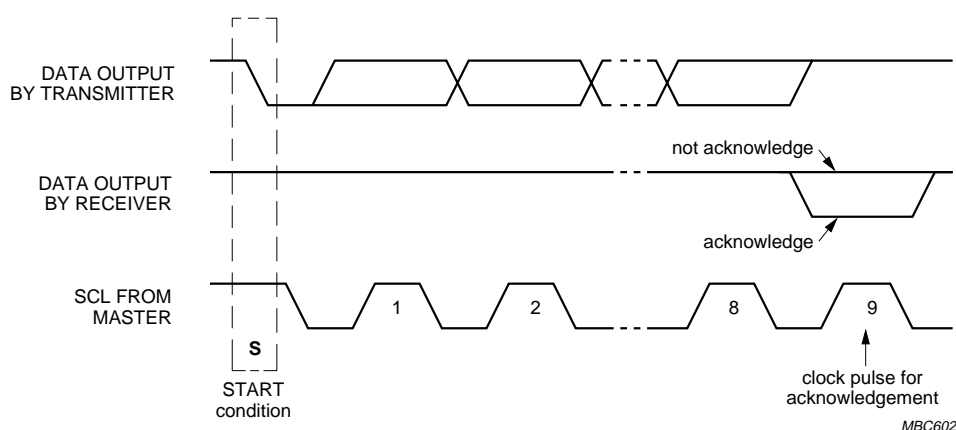 DATA OUTPUT
BY TRANSMITTER
not acknowledge
DATA OUTPUT
BY RECEIVER
acknowledge
SCL FROM
MASTER
1
2
8
9
S
START
condition
clock pulse for
acknowledgement
MBC602